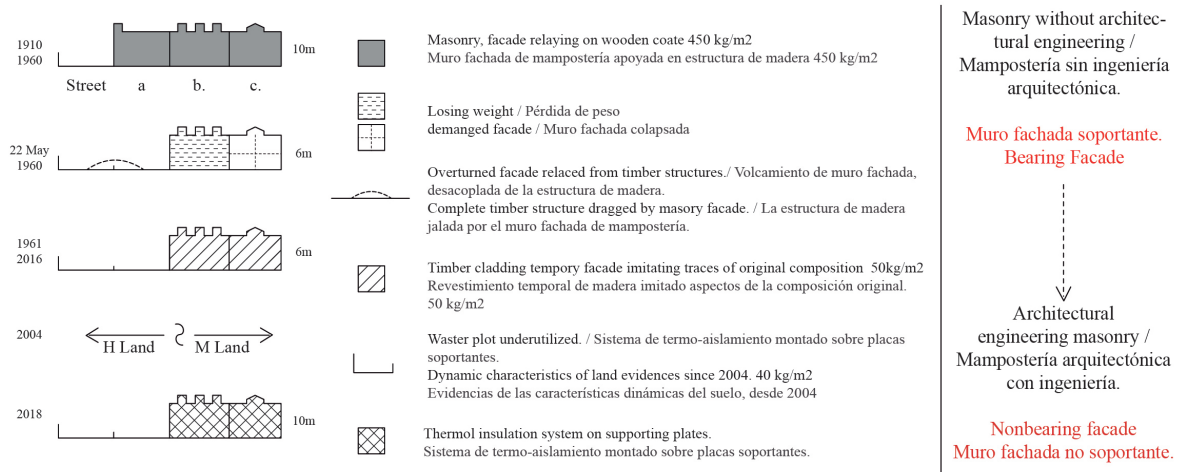 1910
1960
Street
a
b.
c.
10m
22 May
1960
6m
1961
2016
6m
2004
H Land
M Land
2018
10m
Masonry, facade relaying on wooden coate 450 kg/m2
Muro fachada de mampostería apoyada en estructura de madera 450 kg/m2
Losing weight / Pérdida de peso
demanged facade / Muro fachada colapsada
Overturned facade relaced from timber structures./ Volcamiento de muro fachada,
desacoplada de la estructura de madera.
Complete timber structure dragged by masory facade. / La estructura de madera
jalada por el muro fachada de mampostería.
Timber cladding tempory facade imitating traces of original composition 50kg/m2
Revestimiento temporal de madera imitado aspectos de la composición original.
50 kg/m2
Waster plot underutilized. / Sistema de termo-aislamiento montado sobre placas
soportantes.
Dynamic characteristics of land evidences since 2004. 40 kg/m2
Evidencias de las características dinámicas del suelo, desde 2004
Thermol insulation system on supporting plates.
Sistema de termo-aislamiento montado sobre placas soportantes.
Masonry without architec-
tural engineering /
Mampostería sin ingeniería
arquitectónica.
Muro fachada soportante.
Bearing Facade
Architectural
engineering masonry /
Mampostería arquitectónica
con ingeniería.
Nonbearing facade
Muro fachada no soportante.